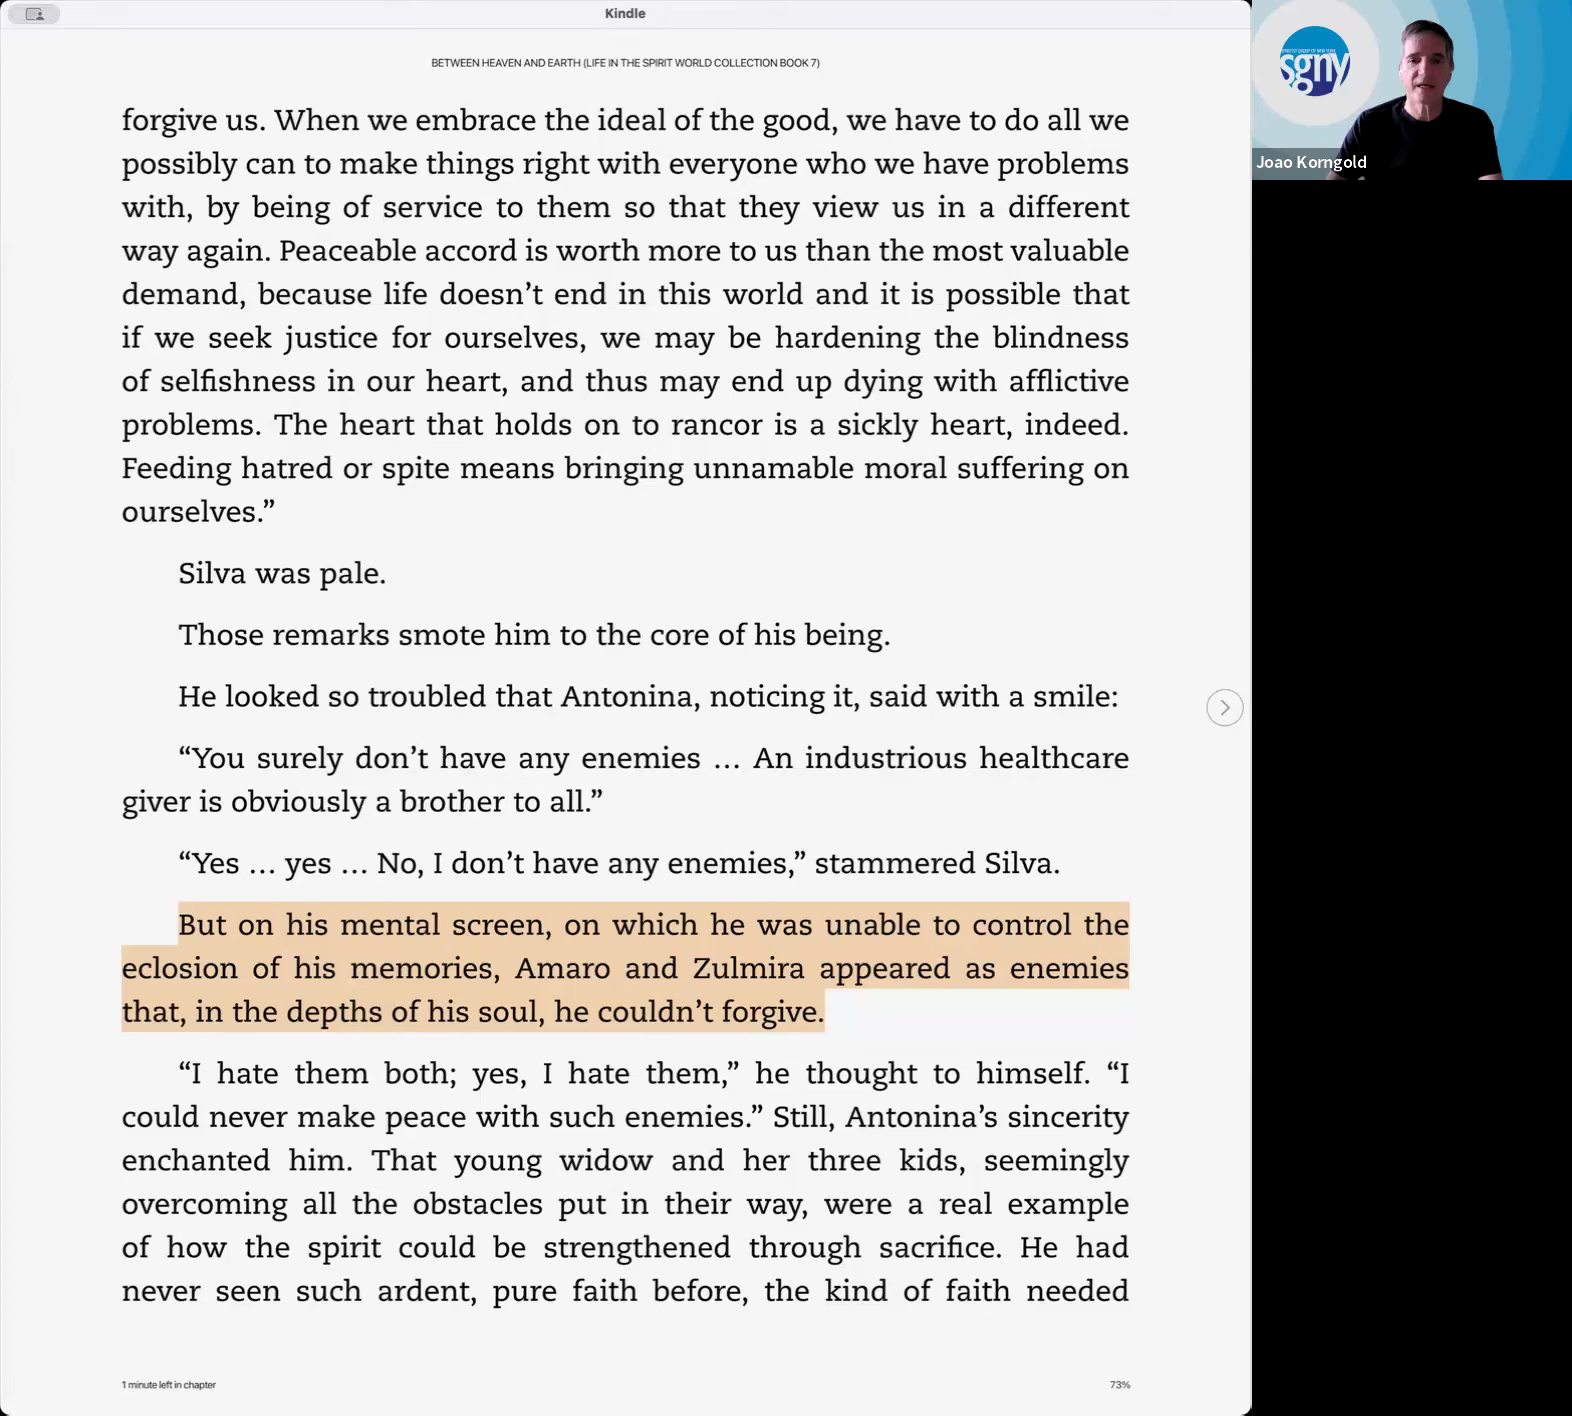 Kindle
BETWEEN HEAVEN AND EARTH (LIFE IN THE SPIRIT WORLD COLLECTION BOOK 7)
forgive us. When we embrace the ideal of the good, we have to do all we
possibly can to make things right with everyone who we have problems
with, by being of service to them so that they view us in a different
way again. Peaceable accord is worth more to us than the most valuable
demand, because life doesn’t end in this world and it is possible that
if we seek justice for ourselves, we may be hardening the blindness
of selfishness in our heart, and thus may end up dying with afflictive
problems. The heart that holds on to rancor is a sickly heart, indeed.
Feeding hatred or spite means bringing unnamable moral suffering on
ourselves.”
Silva was pale.
Those remarks smote him to the core of his being.
He looked so troubled that Antonina, noticing it, said with a smile:
“You surely don’t have any enemies … An industrious healthcare
giver is obviously a brother to all.”
“Yes … yes … No, I don’t have any enemies,” stammered Silva.
But on his mental screen, on which he was unable to control the
eclosion of his memories, Amaro and Zulmira appeared as enemies
that, in the depths of his soul, he couldn’t forgive.
“I hate them both; yes, I hate them,” he thought to himself. “I
could never make peace with such enemies.” Still, Antonina’s sincerity
enchanted him. That young widow and her three kids, seemingly
overcoming all the obstacles put in their way, were a real example
of how the spirit could be strengthened through sacrifice. He had
never seen such ardent, pure faith before, the kind of faith needed
1 minute left in chapter
73%
SPIRITIST GROUP OF NEW YORK
sgny
Joao Korngold